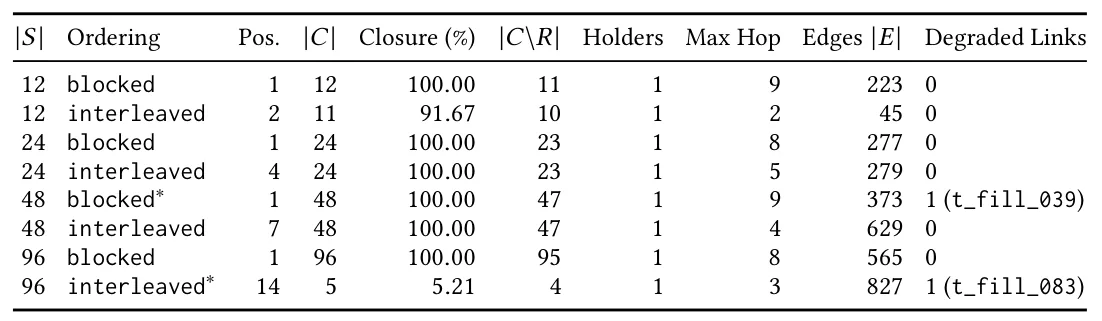 |S| Ordering Pos. |C| Closure (%) |C\R| Holders Max Hop Edges |E| Degraded Links
12 blocked 1 12 100.00 11 1 9 223 0
12 interleaved 2 11 91.67 10 1 2 45 0
24 blocked 1 24 100.00 23 1 8 277 0
24 interleaved 4 24 100.00 23 1 5 279 0
48 blocked* 1 48 100.00 47 1 9 373 1 (t_fill_039)
48 interleaved 7 48 100.00 47 1 4 629 0
96 blocked 1 96 100.00 95 1 8 565 0
96 interleaved* 14 5 5.21 4 1 3 827 1 (t_fill_083)